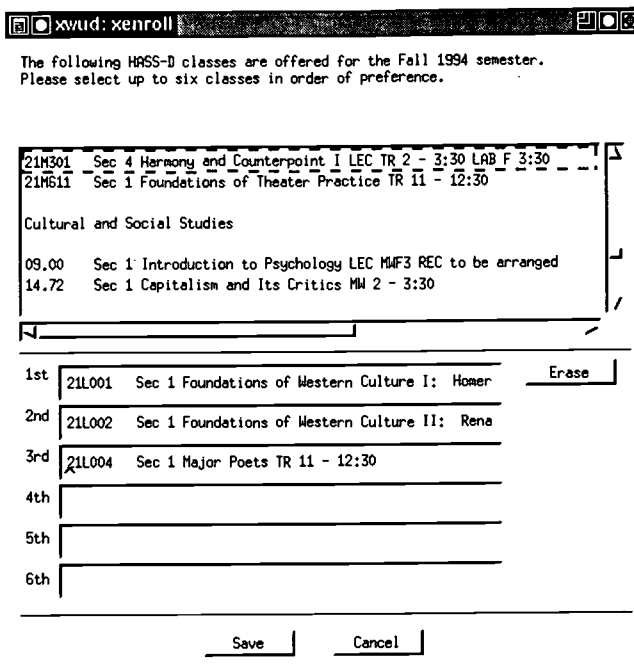 xwud: xenroll
The following HASS-D classes are offered for the Fall 1994 semester.
Please select up to six classes in order of preference.
21M301 Sec 4 Harmony and Counterpoint I LEC TR 2 - 3:30 LAB F 3:30
21M611 Sec 1 Foundations of Theater Practice TR 11 - 12:30
Cultural and Social Studies
09.00 Sec 1 Introduction to Psychology LEC MWF3 REC to be arranged
14.72 Sec 1 Capitalism and Its Critics MW 2 - 3:30
1st 21L001 Sec 1 Foundations of Western Culture I: Homer Erase
2nd 21L002 Sec 1 Foundations of Western Culture II: Rena
3rd 21L004 Sec 1 Major Poets TR 11 - 12:30
4th
5th
6th
Save Cancel